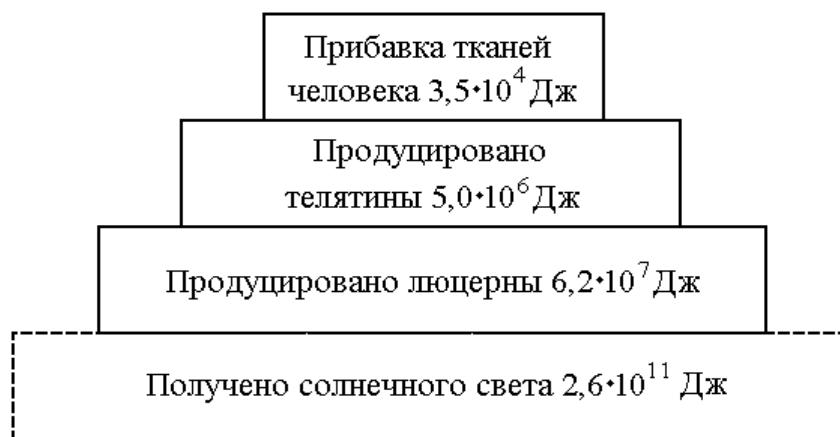 Прибавка тканей
человека 3,5·10⁴ Дж
Продуцировано
телятины 5,0·10⁶ Дж
Продуцировано люцерны 6,2·10⁷ Дж
Получено солнечного света 2,6·10¹¹ Дж